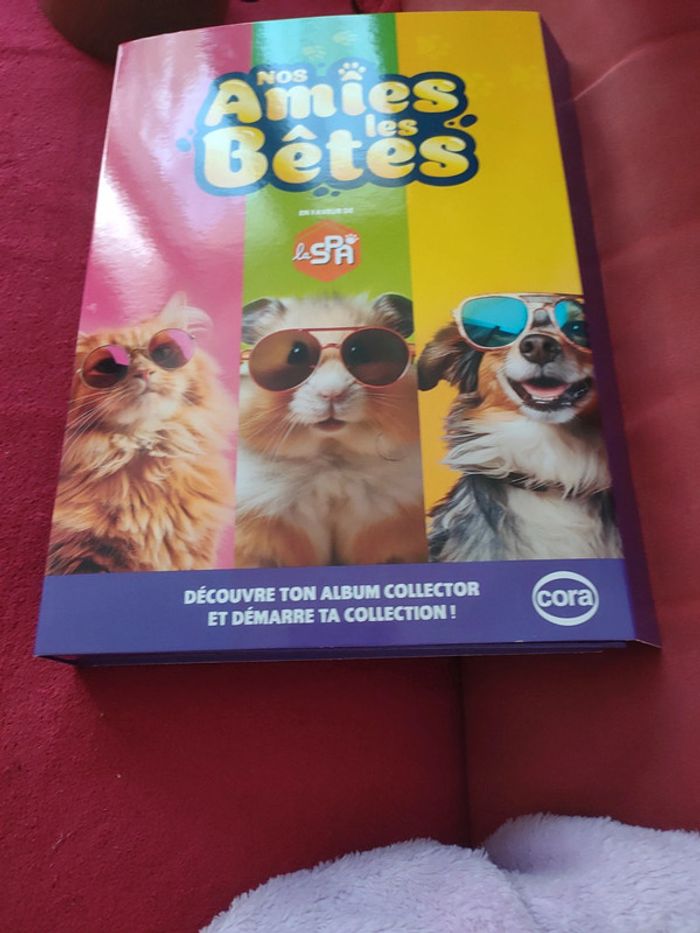 NOS
Amies
les
Bêtes
EN FAVEUR DE
la SPA
DÉCOUVRE TON ALBUM COLLECTOR
ET DÉMARRE TA COLLECTION !
cora